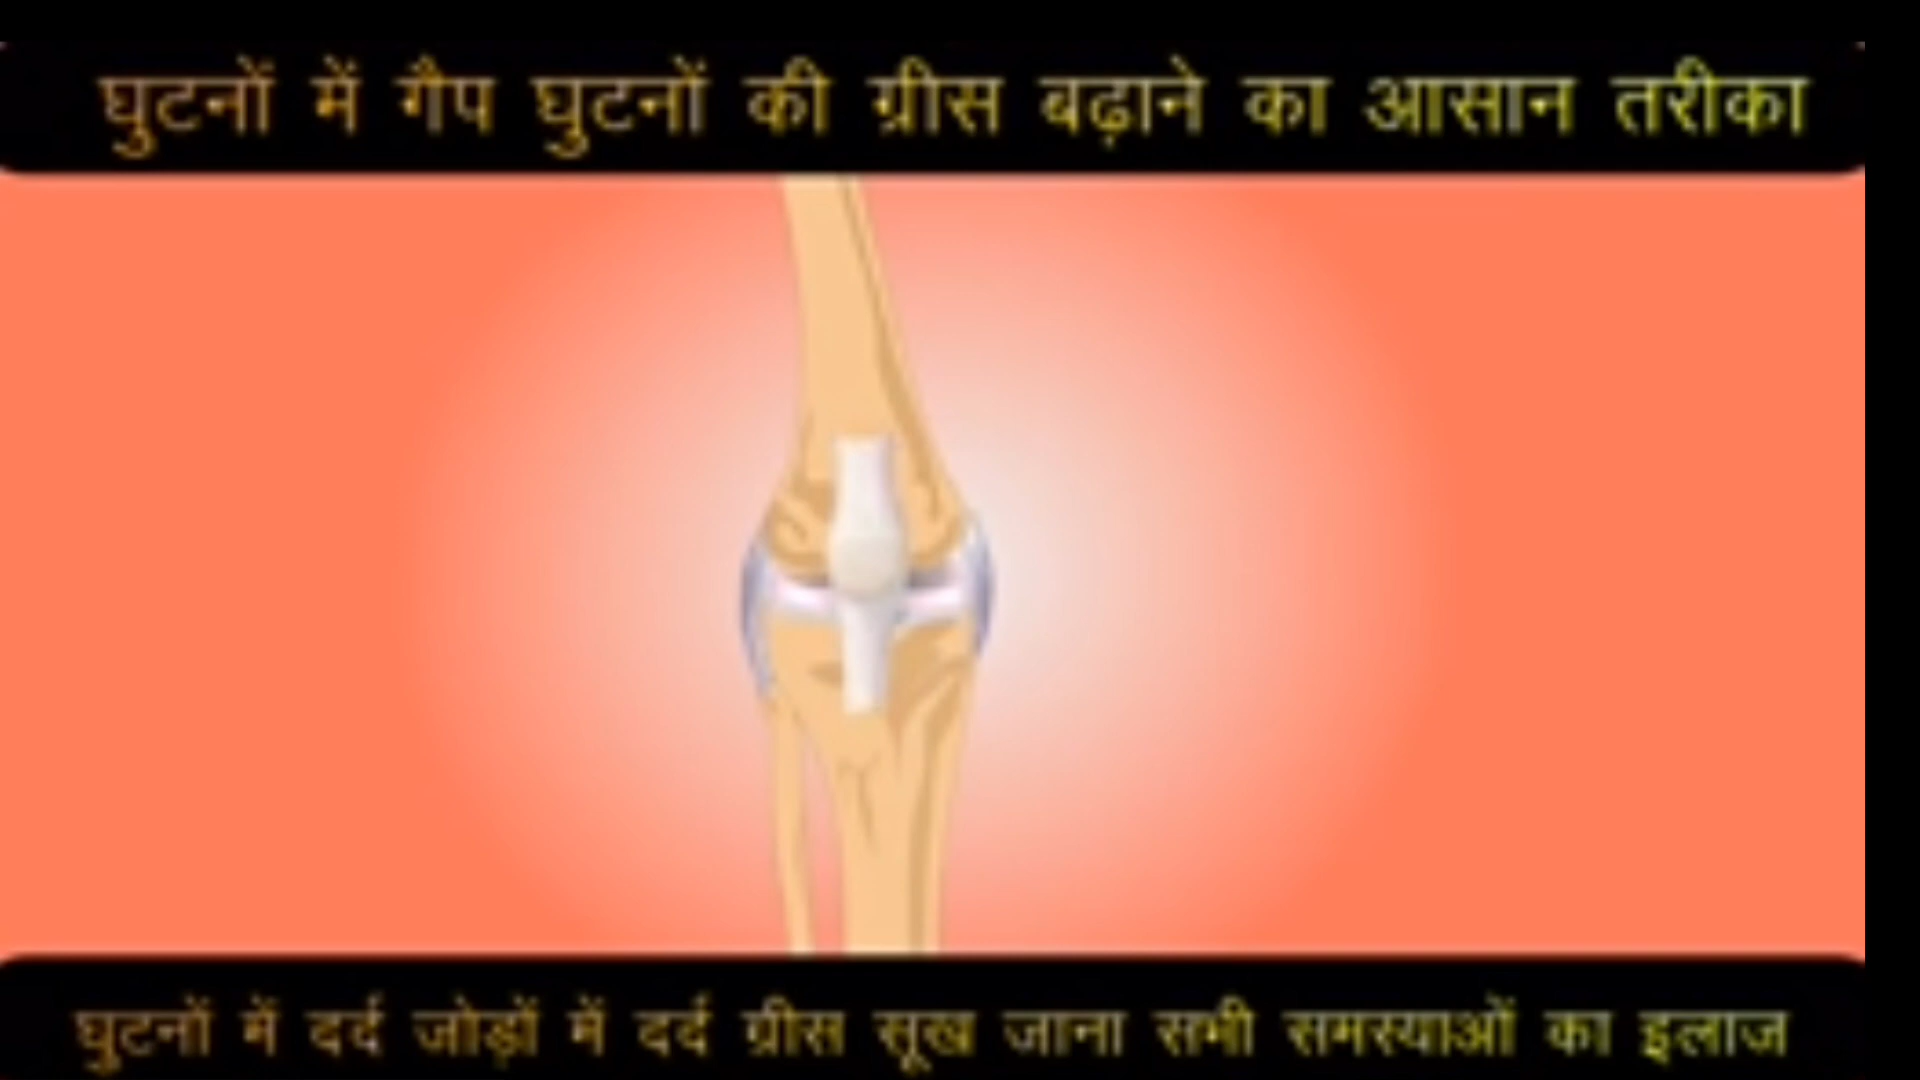 घुटनों में गैप घुटनों की ग्रीस बढ़ाने का आसान तरीका
घुटनों में दर्द जोड़ों में दर्द ग्रीस सूख जाना सभी समस्याओं का इलाज